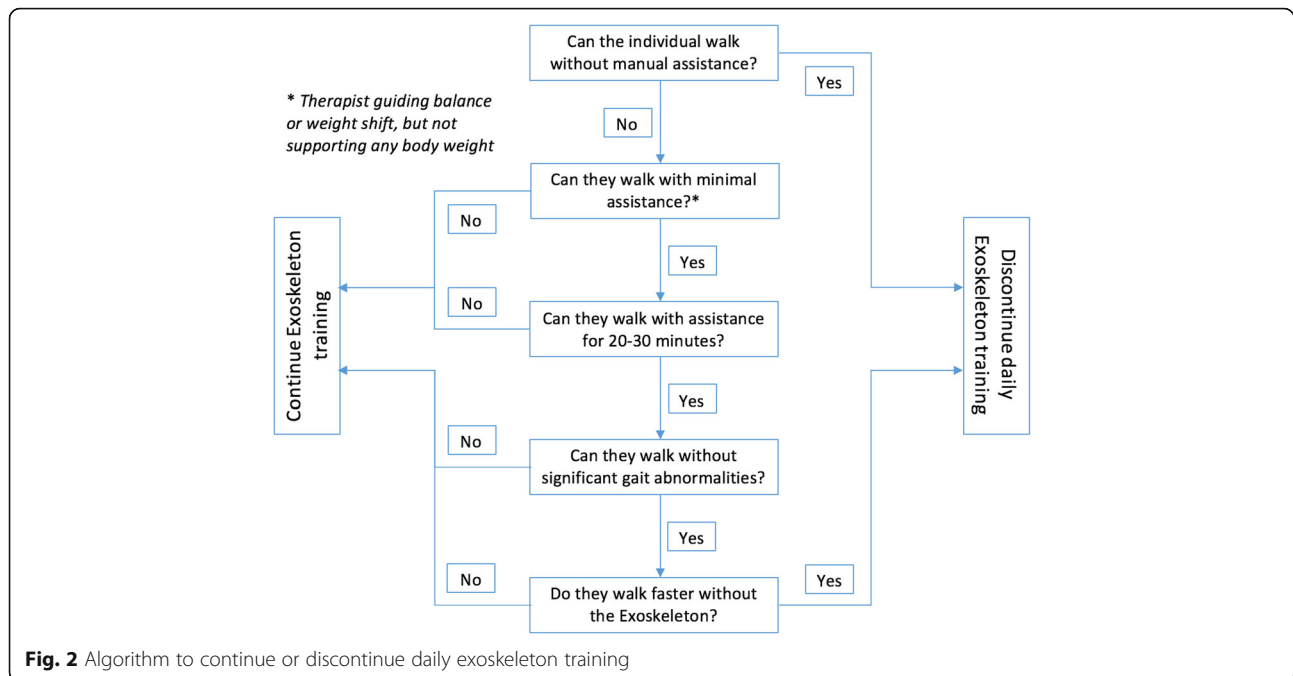 Can the individual walk
without manual assistance?
Yes
* Therapist guiding balance
or weight shift, but not
supporting any body weight
No
Can they walk with minimal
assistance?*
No
Yes
Continue Exoskeleton
training
Discontinue daily
Exoskeleton training
No
Can they walk with assistance
for 20-30 minutes?
Yes
No
Can they walk without
significant gait abnormalities?
Yes
No
Do they walk faster without
the Exoskeleton?
Yes
Fig. 2 Algorithm to continue or discontinue daily exoskeleton training